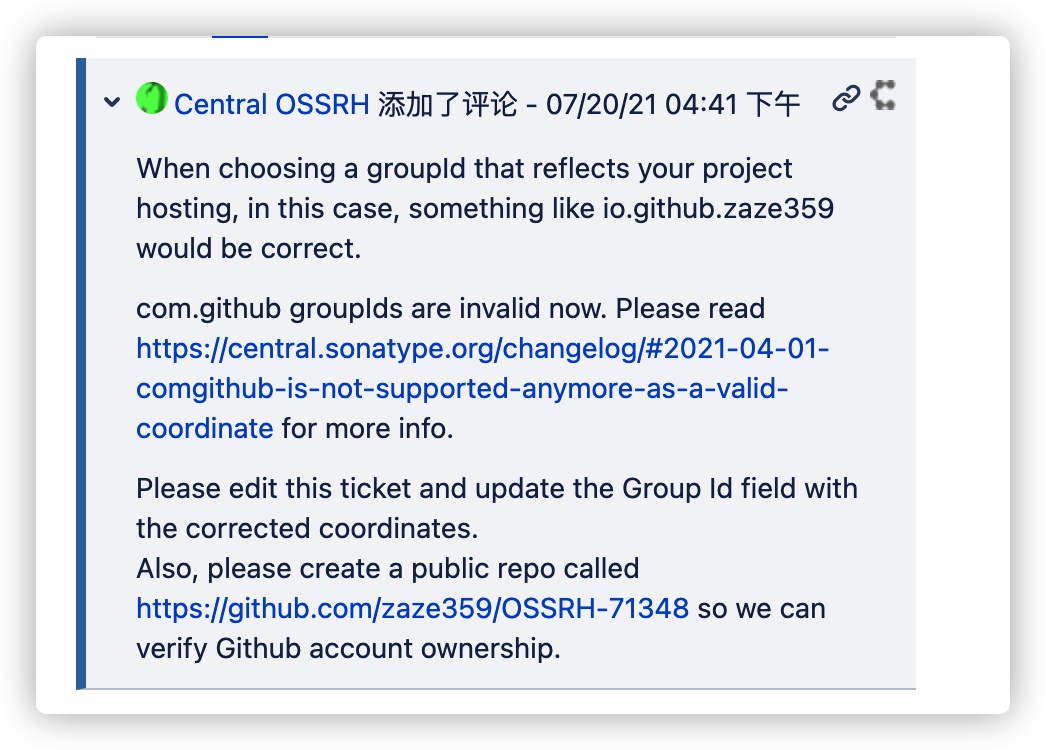 Central OSSRH 添加了评论 - 07/20/21 04:41 下午
When choosing a groupId that reflects your project
hosting, in this case, something like io.github.zaze359
would be correct.
com.github groupIds are invalid now. Please read
https://central.sonatype.org/changelog/#2021-04-01-
comgithub-is-not-supported-anymore-as-a-valid-
coordinate for more info.
Please edit this ticket and update the Group Id field with
the corrected coordinates.
Also, please create a public repo called
https://github.com/zaze359/OSSRH-71348 so we can
verify Github account ownership.